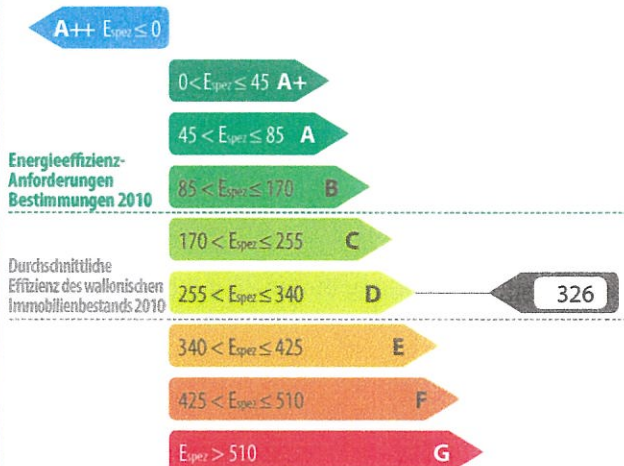 A++ Espez ≤ 0
0 < Espez ≤ 45 A+
45 < Espez ≤ 85 A
Energieeffizienz-
Anforderungen
Bestimmungen 2010
85 < Espez ≤ 170 B
170 < Espez ≤ 255 C
Durchschnittliche
Effizienz des wallonischen
Immobilienbestands 2010
255 < Espez ≤ 340 D
326
340 < Espez ≤ 425 E
425 < Espez ≤ 510 F
Espez > 510 G